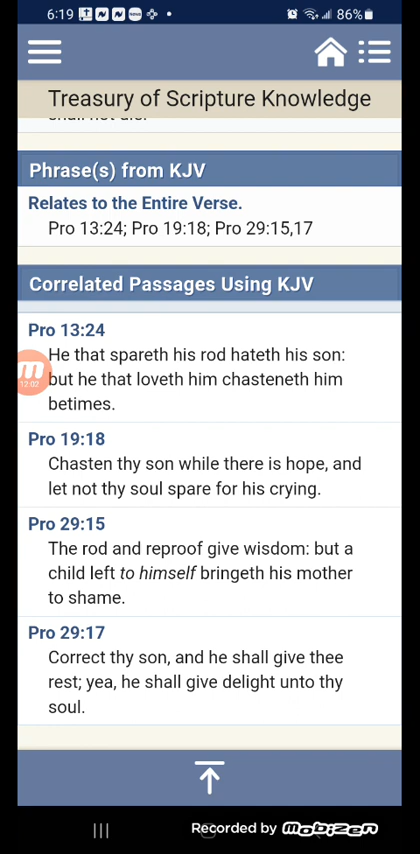 6:19
86%
Treasury of Scripture Knowledge
shall not die.
Phrase(s) from KJV
Relates to the Entire Verse.
Pro 13:24; Pro 19:18; Pro 29:15,17
Correlated Passages Using KJV
Pro 13:24
He that spareth his rod hateth his son:
but he that loveth him chasteneth him
betimes.
12:02
Pro 19:18
Chasten thy son while there is hope, and
let not thy soul spare for his crying.
Pro 29:15
The rod and reproof give wisdom: but a
child left to himself bringeth his mother
to shame.
Pro 29:17
Correct thy son, and he shall give thee
rest; yea, he shall give delight unto thy
soul.
Recorded by Mobizen